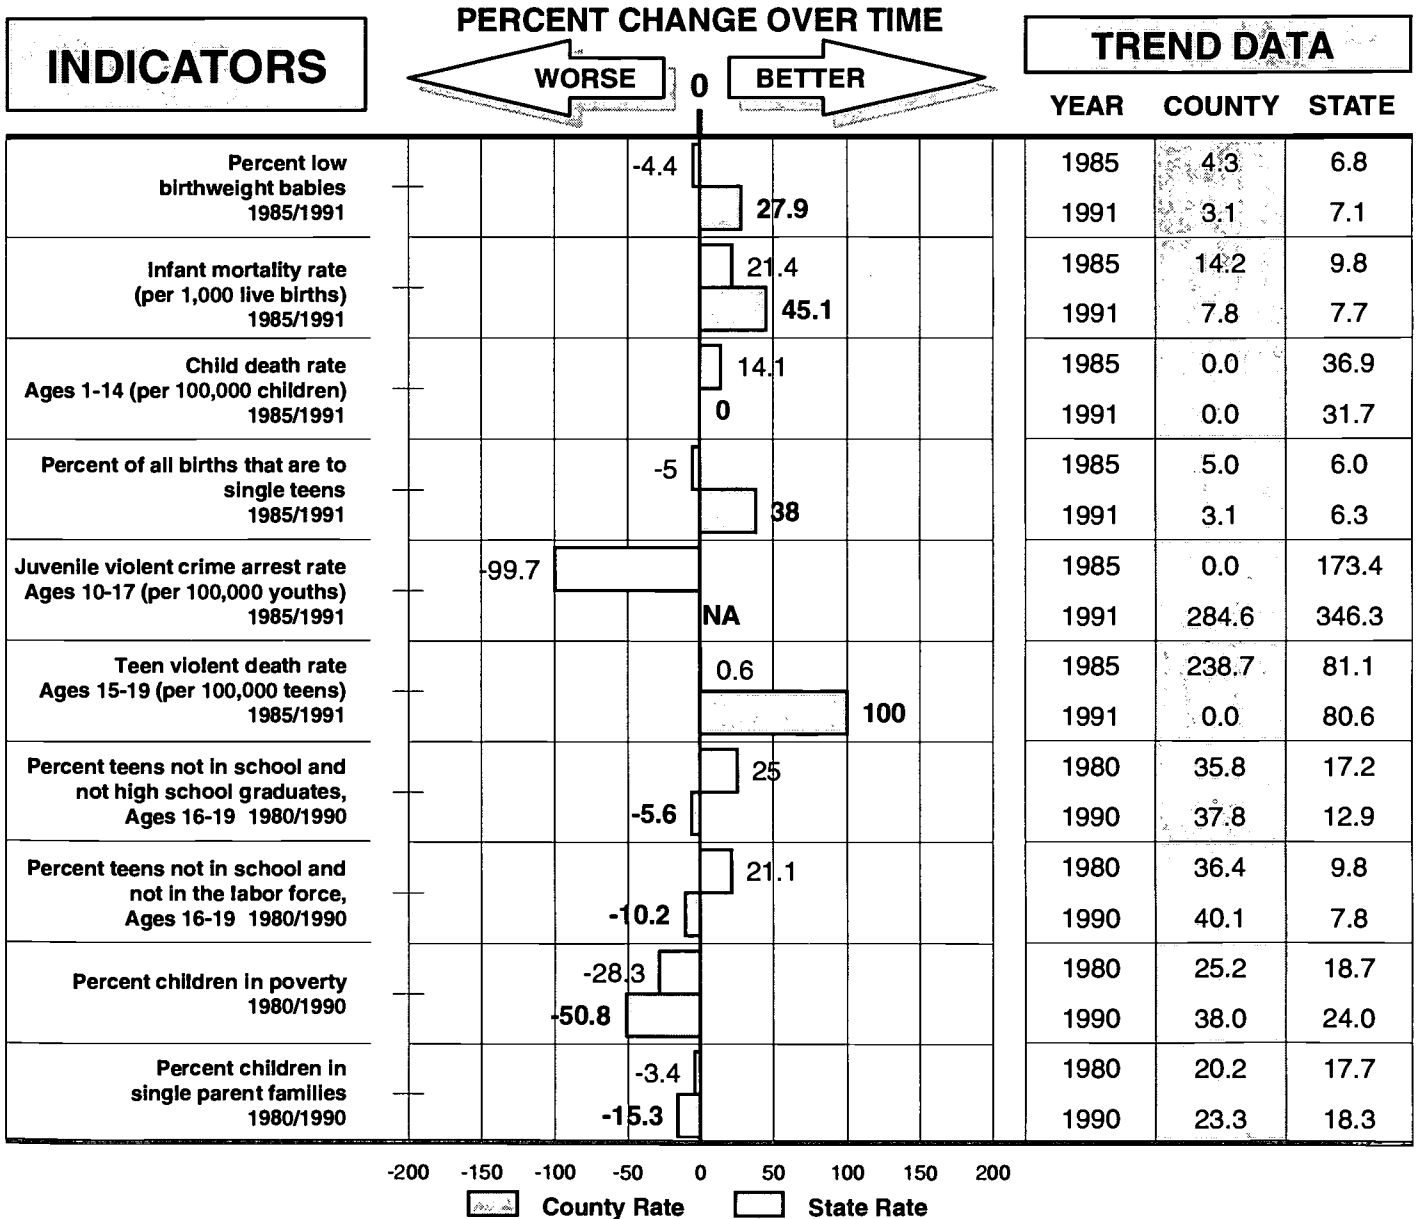 PERCENT CHANGE OVER TIME
INDICATORS
WORSE
0
BETTER
TREND DATA
YEAR COUNTY STATE
Percent low
birthweight babies
1985/1991
-4.4
27.9
1985 4.3 6.8
1991 3.1 7.1
Infant mortality rate
(per 1,000 live births)
1985/1991
21.4
45.1
1985 14.2 9.8
1991 7.8 7.7
Child death rate
Ages 1-14 (per 100,000 children)
1985/1991
14.1
0
1985 0.0 36.9
1991 0.0 31.7
Percent of all births that are to
single teens
1985/1991
-5
38
1985 5.0 6.0
1991 3.1 6.3
Juvenile violent crime arrest rate
Ages 10-17 (per 100,000 youths)
1985/1991
-99.7
NA
1985 0.0 173.4
1991 284.6 346.3
Teen violent death rate
Ages 15-19 (per 100,000 teens)
1985/1991
0.6
100
1985 238.7 81.1
1991 0.0 80.6
Percent teens not in school and
not high school graduates,
Ages 16-19 1980/1990
25
-5.6
1980 35.8 17.2
1990 37.8 12.9
Percent teens not in school and
not in the labor force,
Ages 16-19 1980/1990
21.1
-10.2
1980 36.4 9.8
1990 40.1 7.8
Percent children in poverty
1980/1990
-28.3
-50.8
1980 25.2 18.7
1990 38.0 24.0
Percent children in
single parent families
1980/1990
-3.4
-15.3
1980 20.2 17.7
1990 23.3 18.3
-200 -150 -100 -50 0 50 100 150 200
County Rate State Rate